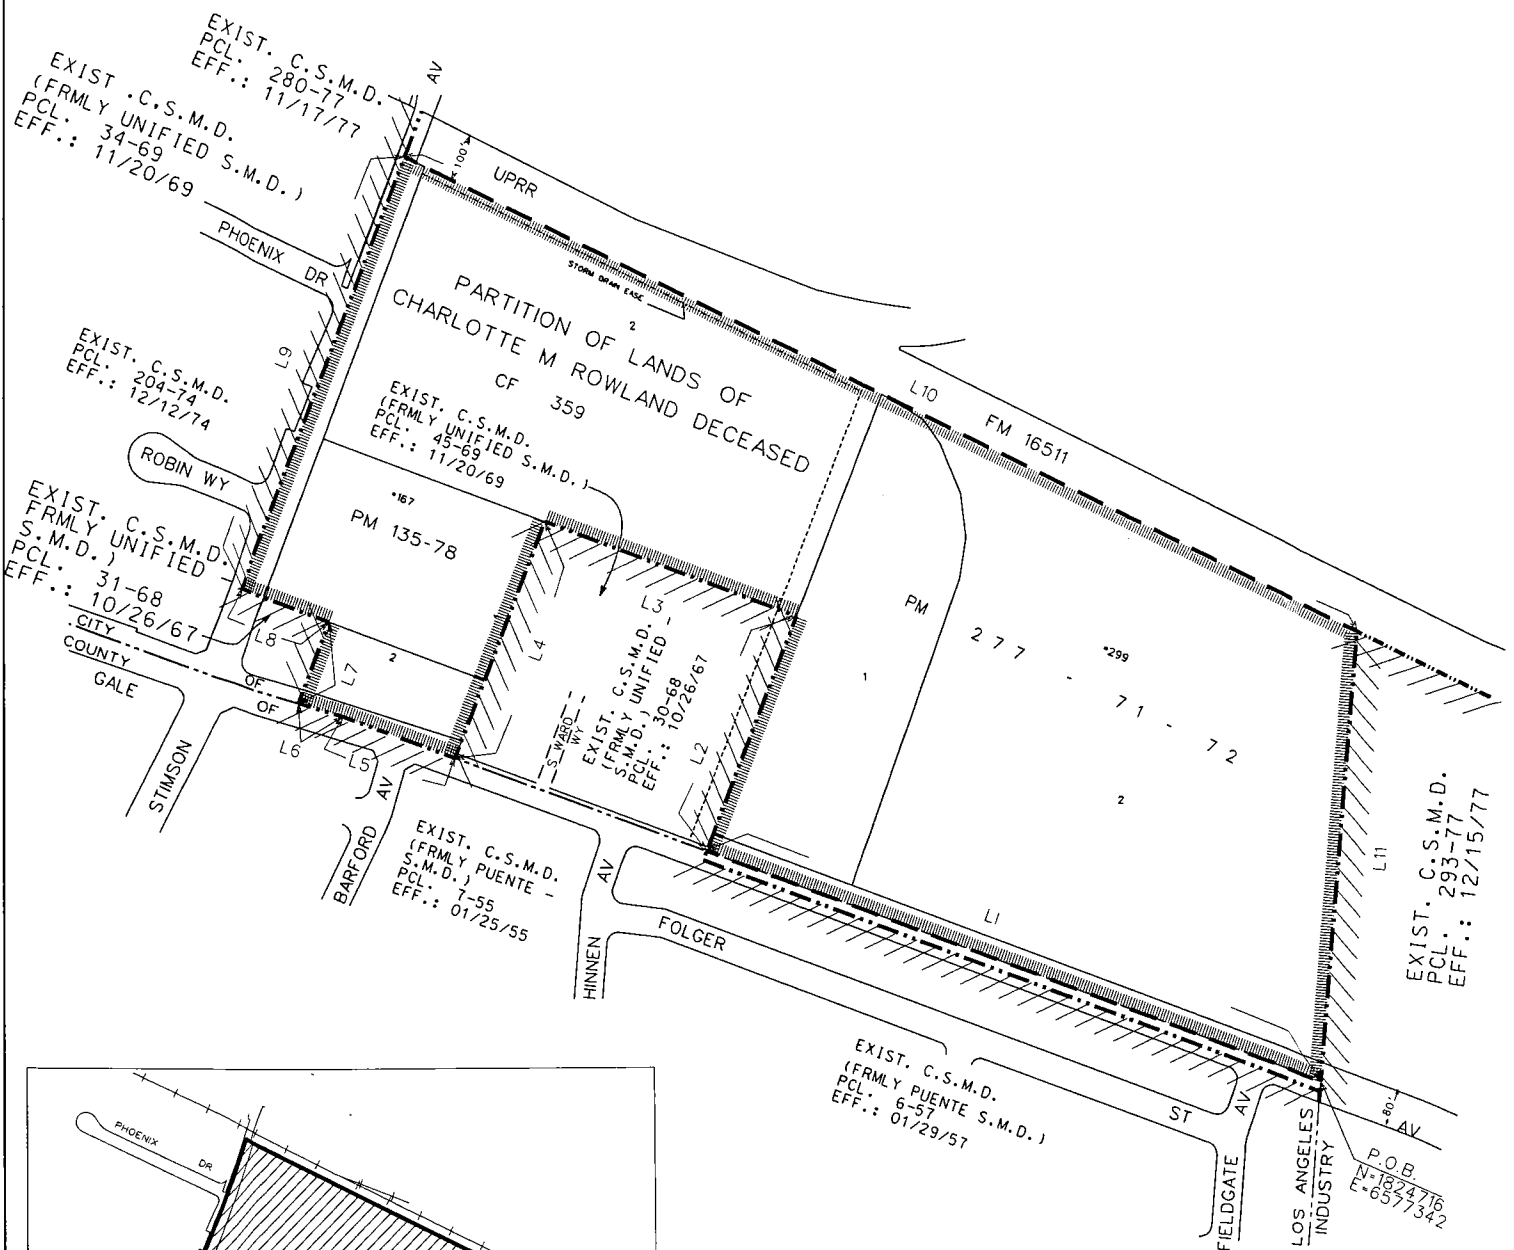 EXIST. C.S.M.D.
PCL. 280-77
EFF.: 11/17/77
AV
EXIST .C.S.M.D.
(FRMLY UNIFIED S.M.D.)
PCL. 34-69
EFF.: 11/20/69
100'
UPRR
PHOENIX DR
STORM DRAIN EASE
2
PARTITION OF LANDS OF
CHARLOTTE M ROWLAND DECEASED
CF 359
L9
EXIST. C.S.M.D.
PCL. 204-74
EFF.: 12/12/74
EXIST. C.S.M.D.
(FRMLY UNIFIED S.M.D.)
PCL. 45-69
EFF.: 11/20/69
L10
FM 16511
ROBIN WY
•167
PM 135-78
EXIST. C.S.M.D.
FRMLY UNIFIED -
S.M.D.)
PCL. 31-68
EFF.: 10/26/67
L3
L4
PM 277 - 71 - 72
•299
1
2
CITY OF
COUNTY OF
L8
L7
2
GALE
L6
L5
S WARD WY
EXIST. C.S.M.D.
(FRMLY UNIFIED -
S.M.D.)
PCL. 30-68
EFF.: 10/26/67
L2
STIMSON
BARFORD AV
EXIST. C.S.M.D.
(FRMLY PUENTE -
S.M.D.)
PCL. 7-55
EFF.: 01/25/55
HINNEN AV
FOLGER
L1
L11
EXIST. C.S.M.D.
PCL. 293-77
EFF.: 12/15/77
EXIST. C.S.M.D.
(FRMLY PUENTE S.M.D.)
PCL. 6-57
EFF.: 01/29/57
ST
FIELDGATE AV
LOS ANGELES
INDUSTRY
80'
AV
P.O.B.
N=1824716
E=6577342
PHOENIX
DR